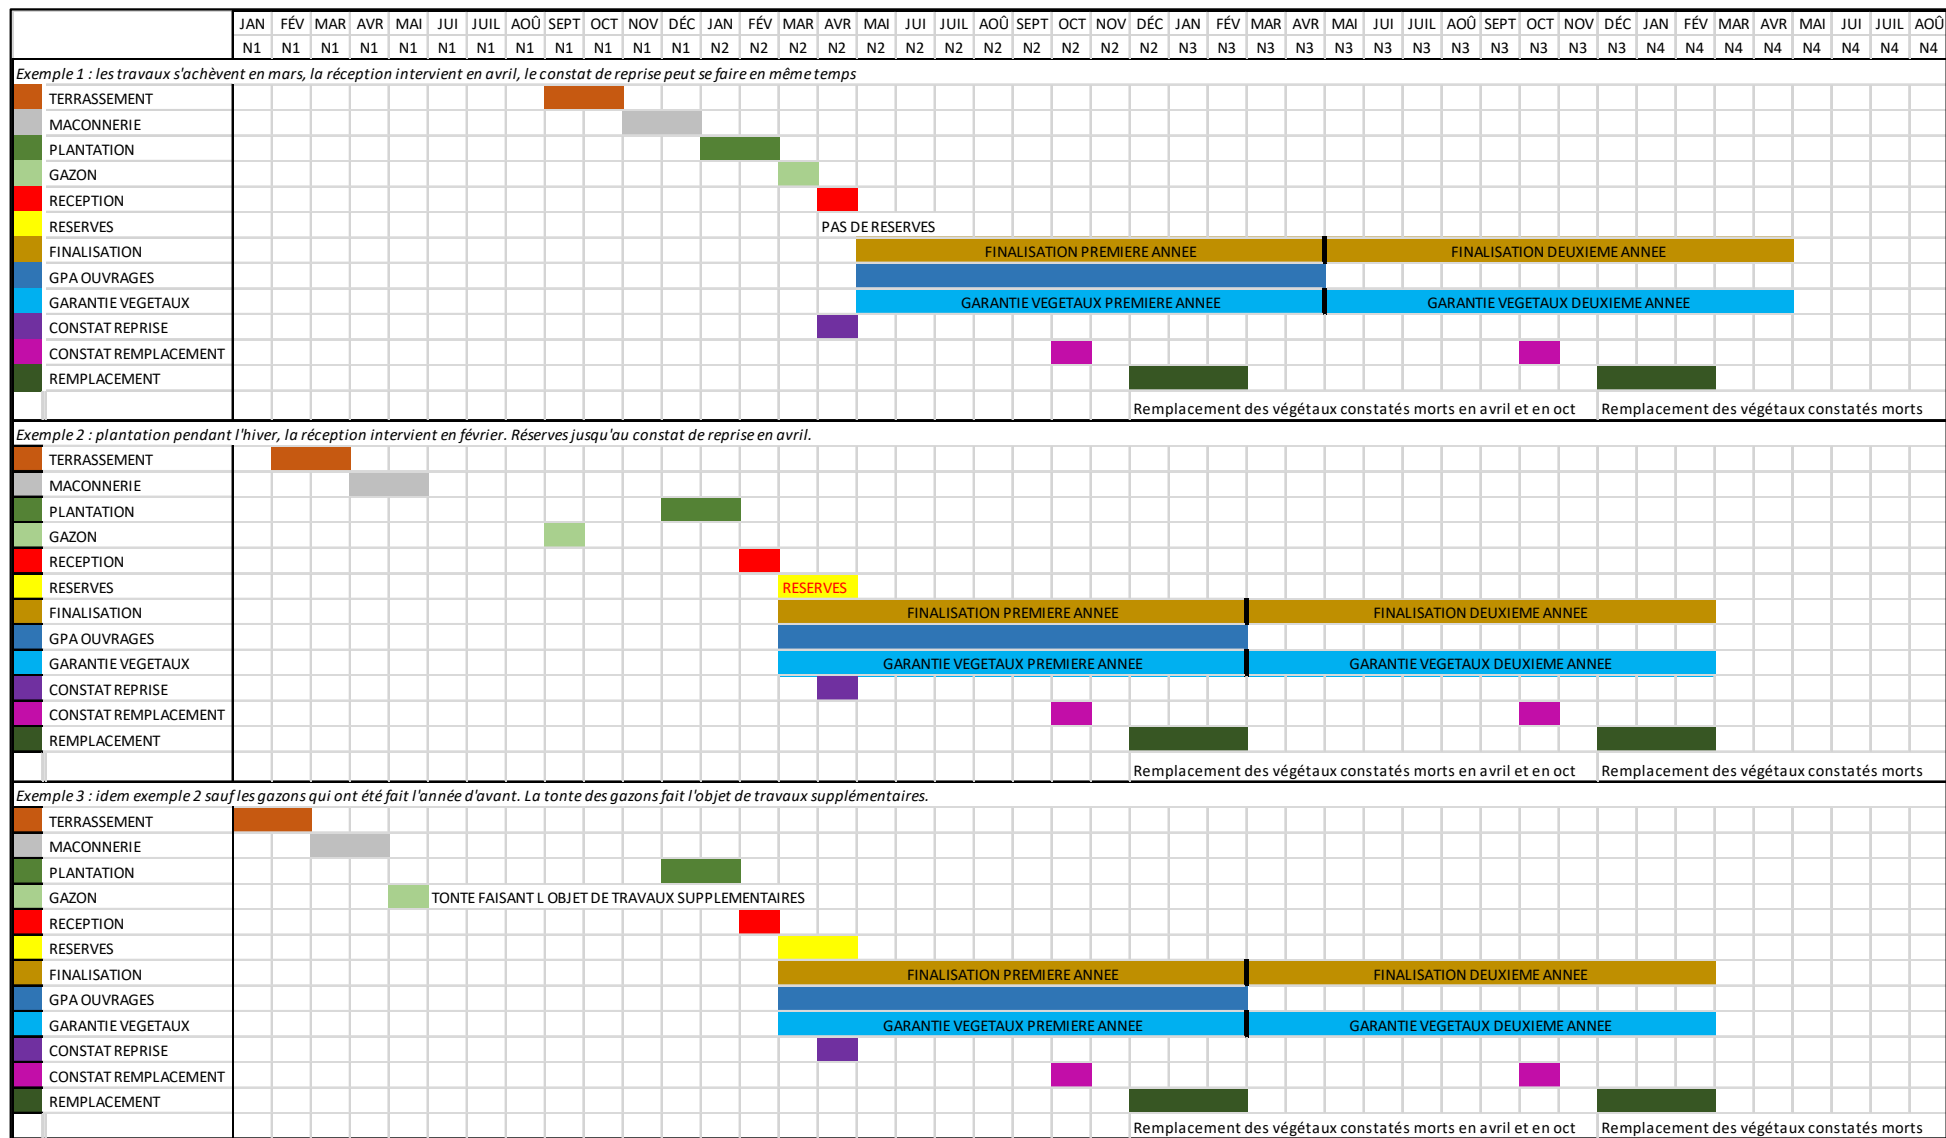 JAN FÉV MAR AVR MAI JUI JUIL AOÛ SEPT OCT NOV DÉC JAN FÉV MAR AVR MAI JUI JUIL AOÛ SEPT OCT NOV DÉC JAN FÉV MAR AVR MAI JUI JUIL AOÛ SEPT OCT NOV DÉC JAN FÉV MAR AVR MAI JUI JUIL AOÛ
N1 N1 N1 N1 N1 N1 N1 N1 N1 N1 N1 N1 N2 N2 N2 N2 N2 N2 N2 N2 N2 N2 N2 N2 N3 N3 N3 N3 N3 N3 N3 N3 N3 N3 N3 N3 N4 N4 N4 N4 N4 N4 N4 N4
Exemple 1 : les travaux s'achèvent en mars, la réception intervient en avril, le constat de reprise peut se faire en même temps
TERRASSEMENT
MACONNERIE
PLANTATION
GAZON
RECEPTION
RESERVES PAS DE RESERVES
FINALISATION FINALISATION PREMIERE ANNEE FINALISATION DEUXIEME ANNEE
GPA OUVRAGES
GARANTIE VEGETAUX GARANTIE VEGETAUX PREMIERE ANNEE GARANTIE VEGETAUX DEUXIEME ANNEE
CONSTAT REPRISE
CONSTAT REMPLACEMENT
REMPLACEMENT
Remplacement des végétaux constatés morts en avril et en oct Remplacement des végétaux constatés morts
Exemple 2 : plantation pendant l'hiver, la réception intervient en février. Réserves jusqu'au constat de reprise en avril.
TERRASSEMENT
MACONNERIE
PLANTATION
GAZON
RECEPTION
RESERVES RESERVES
FINALISATION FINALISATION PREMIERE ANNEE FINALISATION DEUXIEME ANNEE
GPA OUVRAGES
GARANTIE VEGETAUX GARANTIE VEGETAUX PREMIERE ANNEE GARANTIE VEGETAUX DEUXIEME ANNEE
CONSTAT REPRISE
CONSTAT REMPLACEMENT
REMPLACEMENT
Remplacement des végétaux constatés morts en avril et en oct Remplacement des végétaux constatés morts
Exemple 3 : idem exemple 2 sauf les gazons qui ont été fait l'année d'avant. La tonte des gazons fait l'objet de travaux supplémentaires.
TERRASSEMENT
MACONNERIE
PLANTATION
GAZON TONTE FAISANT L OBJET DE TRAVAUX SUPPLEMENTAIRES
RECEPTION
RESERVES
FINALISATION FINALISATION PREMIERE ANNEE FINALISATION DEUXIEME ANNEE
GPA OUVRAGES
GARANTIE VEGETAUX GARANTIE VEGETAUX PREMIERE ANNEE GARANTIE VEGETAUX DEUXIEME ANNEE
CONSTAT REPRISE
CONSTAT REMPLACEMENT
REMPLACEMENT
Remplacement des végétaux constatés morts en avril et en oct Remplacement des végétaux constatés morts